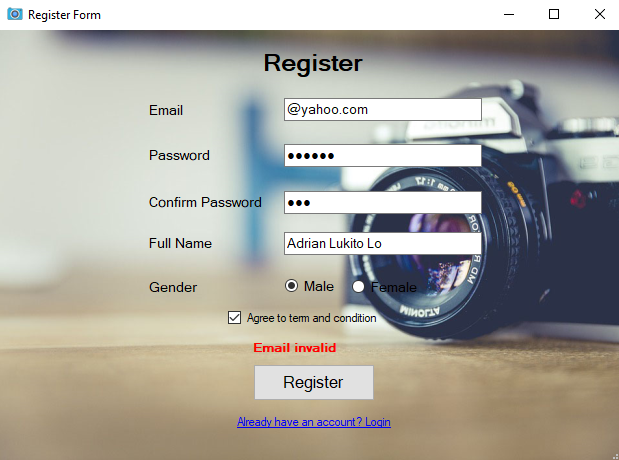 Register Form
Register
Email @yahoo.com
Password ●●●●●●
Confirm Password ●●●
Full Name Adrian Lukito Lo
Gender Male Female
Agree to term and condition
Email invalid
Register
Already have an account? Login